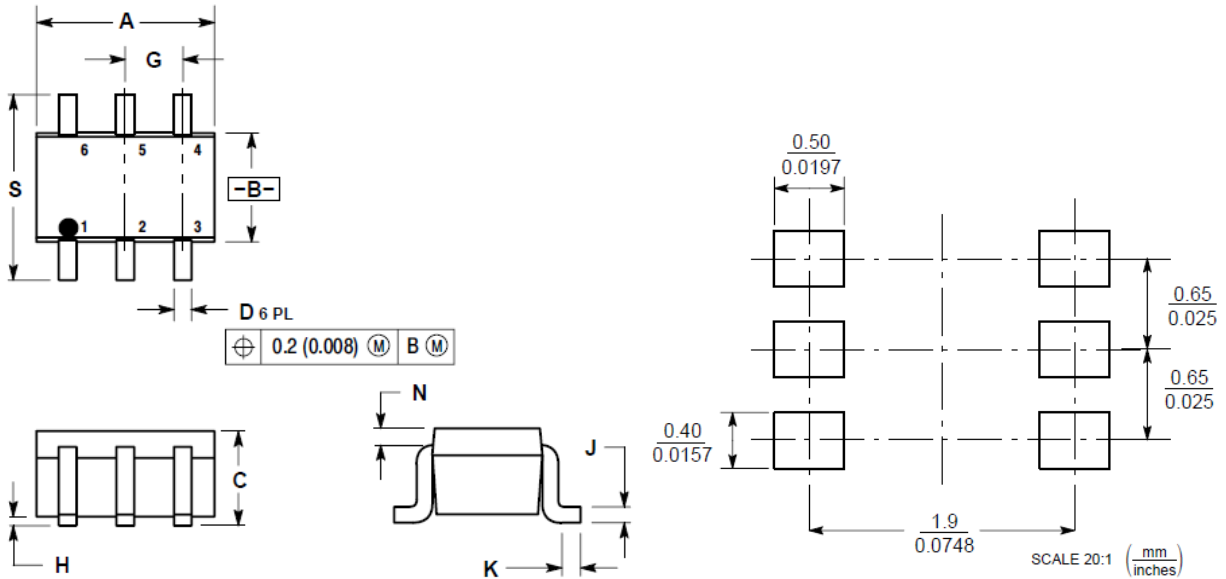 A
G
S
6 5 4
–B–
1 2 3
D 6 PL
⌖ 0.2 (0.008) Ⓜ B Ⓜ
N
J
C
H
K
0.50
0.0197
0.65
0.025
0.65
0.025
0.40
0.0157
1.9
0.0748
SCALE 20:1 (mm/inches)